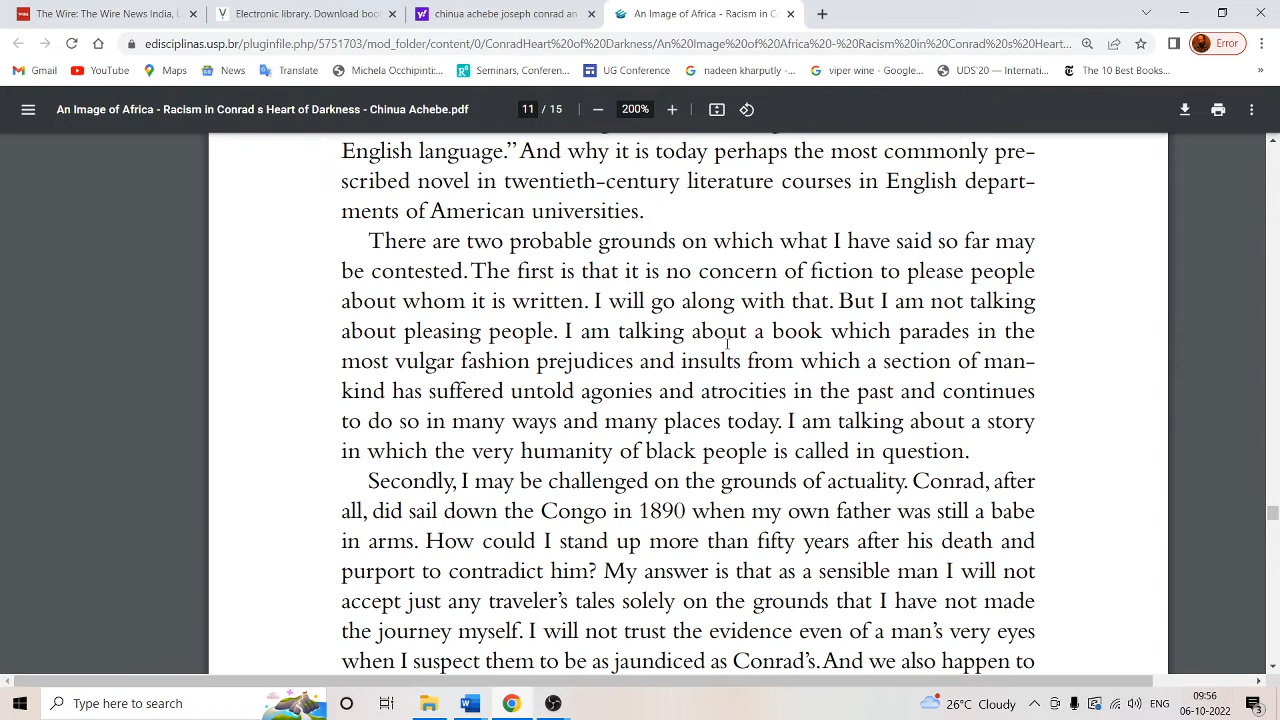 The Wire: The Wire News India, 
Electronic library. Download boo
chinua achebe joseph conrad an
An Image of Africa - Racism in C
edisciplinas.usp.br/pluginfile.php/5751703/mod_folder/content/0/ConradHeart%20of%20Darkness/An%20Image%20of%20Africa%20-%20Racism%20in%20Conrad%20s%20Heart...
Error
Gmail
YouTube
Maps
News
Translate
Michela Occhipinti:...
Seminars, Conferen...
UG Conference
nadeen kharputly -...
viper wine - Google...
UDS'20 — Internati...
The 10 Best Books...
»
An Image of Africa - Racism in Conrad s Heart of Darkness - Chinua Achebe.pdf
11 / 15
200%
English language.” And why it is today perhaps the most commonly pre-
scribed novel in twentieth-century literature courses in English depart-
ments of American universities.
There are two probable grounds on which what I have said so far may
be contested. The first is that it is no concern of fiction to please people
about whom it is written. I will go along with that. But I am not talking
about pleasing people. I am talking about a book which parades in the
most vulgar fashion prejudices and insults from which a section of man-
kind has suffered untold agonies and atrocities in the past and continues
to do so in many ways and many places today. I am talking about a story
in which the very humanity of black people is called in question.
Secondly, I may be challenged on the grounds of actuality. Conrad, after
all, did sail down the Congo in 1890 when my own father was still a babe
in arms. How could I stand up more than fifty years after his death and
purport to contradict him? My answer is that as a sensible man I will not
accept just any traveler’s tales solely on the grounds that I have not made
the journey myself. I will not trust the evidence even of a man’s very eyes
when I suspect them to be as jaundiced as Conrad’s. And we also happen to
Type here to search
26°C Cloudy
ENG
09:56
06-10-2022
3